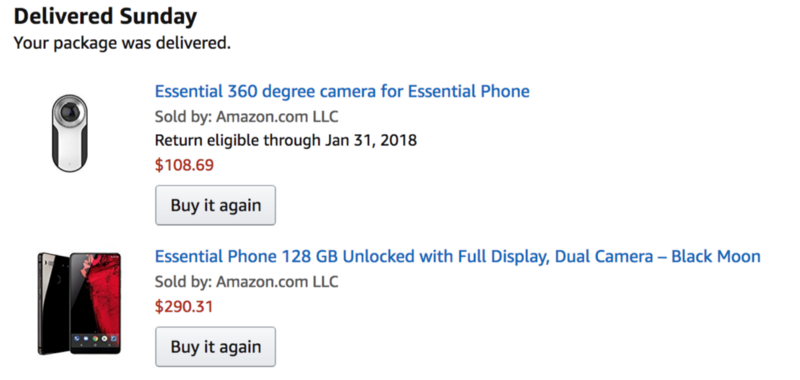 Delivered Sunday
Your package was delivered.
Essential 360 degree camera for Essential Phone
Sold by: Amazon.com LLC
Return eligible through Jan 31, 2018
$108.69
Buy it again
Essential Phone 128 GB Unlocked with Full Display, Dual Camera – Black Moon
Sold by: Amazon.com LLC
$290.31
Buy it again